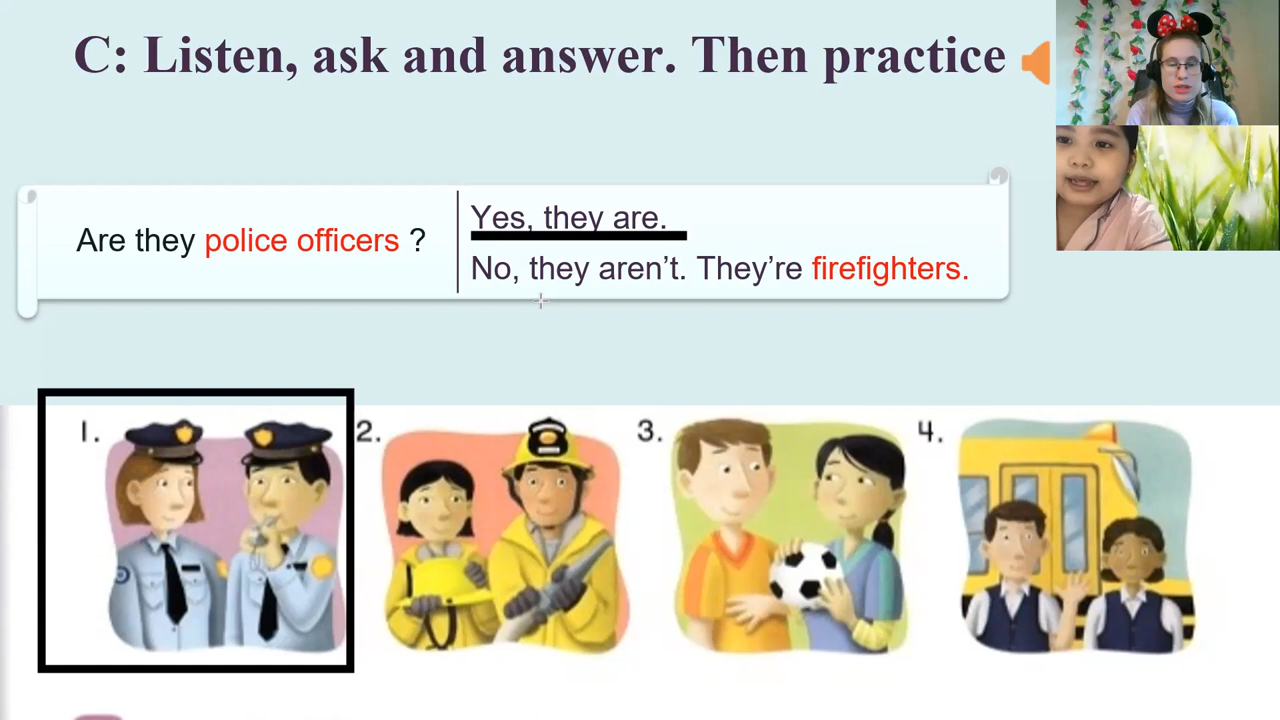 C: Listen, ask and answer. Then practice
Are they police officers ?
Yes, they are.
No, they aren’t. They’re firefighters.
1.
2.
3.
4.